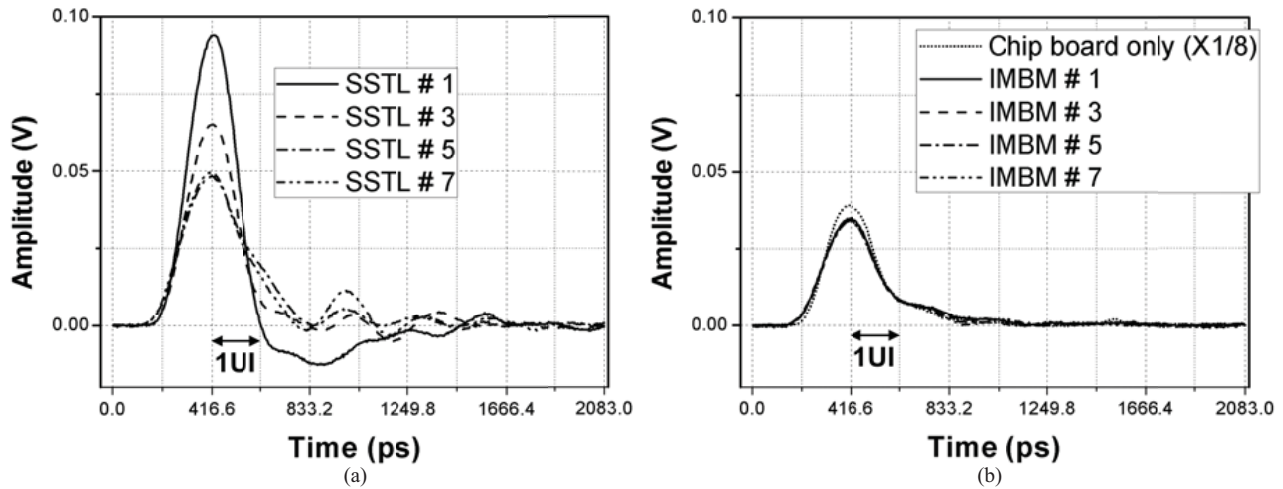 0.10
SSTL # 1
SSTL # 3
SSTL # 5
SSTL # 7
0.05
0.00
Amplitude (V)
1UI
0.0 416.6 833.2 1249.8 1666.4 2083.0
Time (ps)
(a)
0.10
Chip board only (X1/8)
IMBM # 1
IMBM # 3
IMBM # 5
IMBM # 7
0.05
0.00
Amplitude (V)
1UI
0.0 416.6 833.2 1249.8 1666.4 2083.0
Time (ps)
(b)